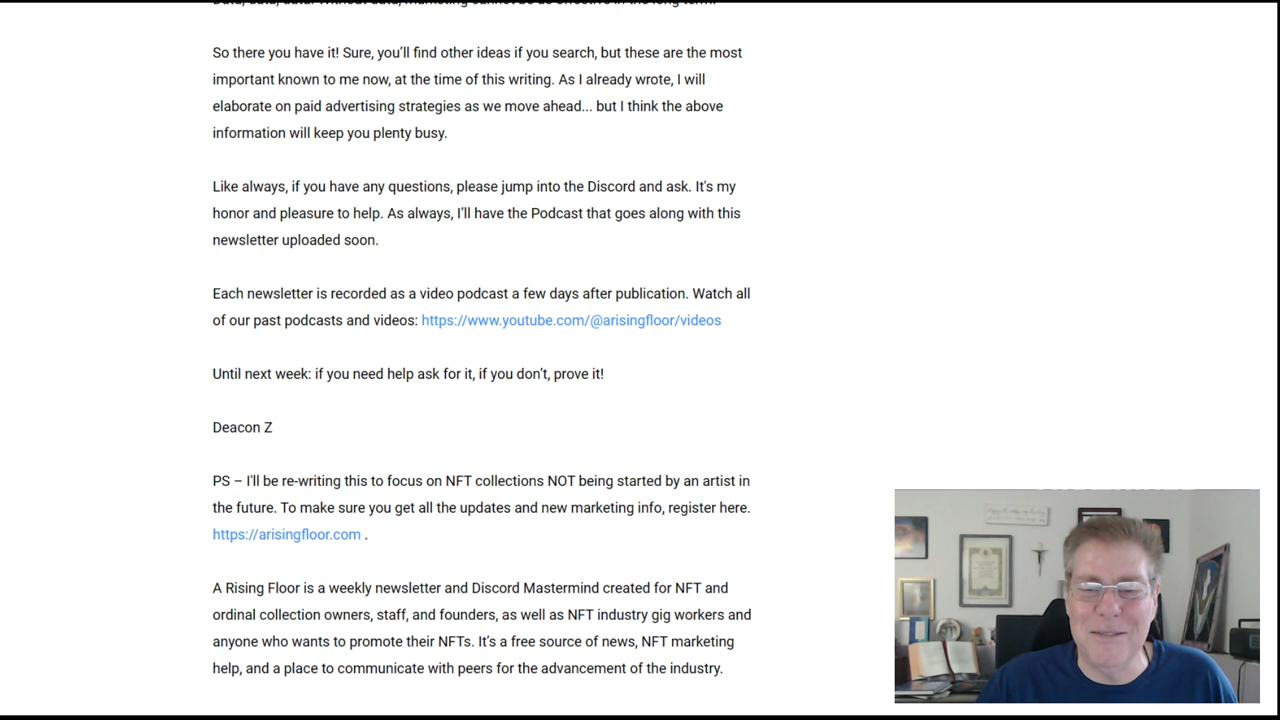 So there you have it! Sure, you’ll find other ideas if you search, but these are the most
important known to me now, at the time of this writing. As I already wrote, I will
elaborate on paid advertising strategies as we move ahead... but I think the above
information will keep you plenty busy.
Like always, if you have any questions, please jump into the Discord and ask. It's my
honor and pleasure to help. As always, I’ll have the Podcast that goes along with this
newsletter uploaded soon.
Each newsletter is recorded as a video podcast a few days after publication. Watch all
of our past podcasts and videos: https://www.youtube.com/@arisingfloor/videos
Until next week: if you need help ask for it, if you don’t, prove it!
Deacon Z
PS – I'll be re-writing this to focus on NFT collections NOT being started by an artist in
the future. To make sure you get all the updates and new marketing info, register here.
https://arisingfloor.com .
A Rising Floor is a weekly newsletter and Discord Mastermind created for NFT and
ordinal collection owners, staff, and founders, as well as NFT industry gig workers and
anyone who wants to promote their NFTs. It’s a free source of news, NFT marketing
help, and a place to communicate with peers for the advancement of the industry.